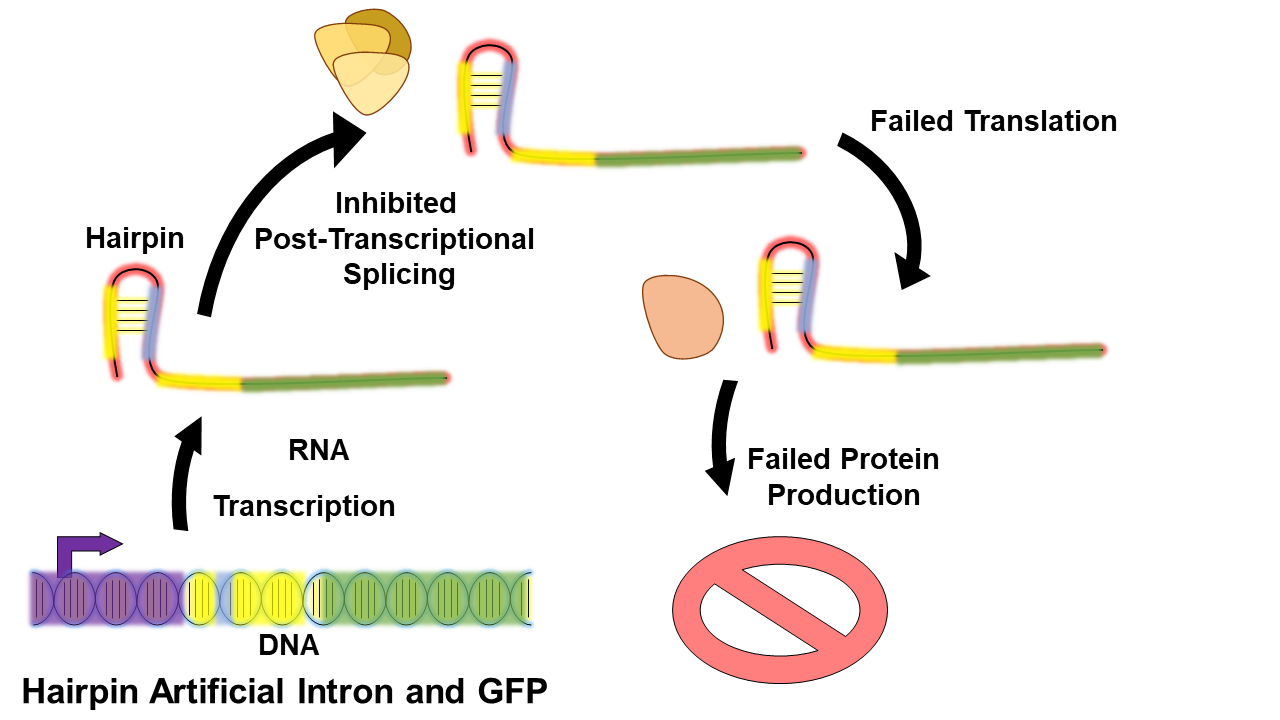 Failed Translation
Inhibited
Post-Transcriptional
Splicing
Hairpin
RNA
Transcription
Failed Protein
Production
DNA
Hairpin Artificial Intron and GFP